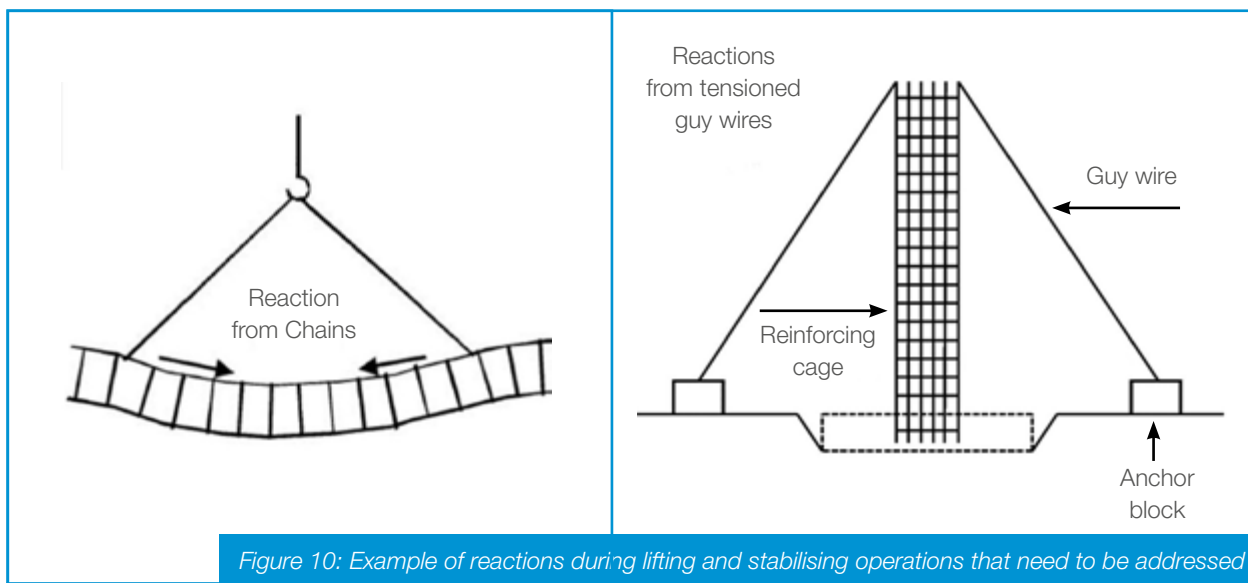 Reaction
from Chains
Reactions
from tensioned
guy wires
Guy wire
Reinforcing
cage
Anchor
block
Figure 10: Example of reactions during lifting and stabilising operations that need to be addressed